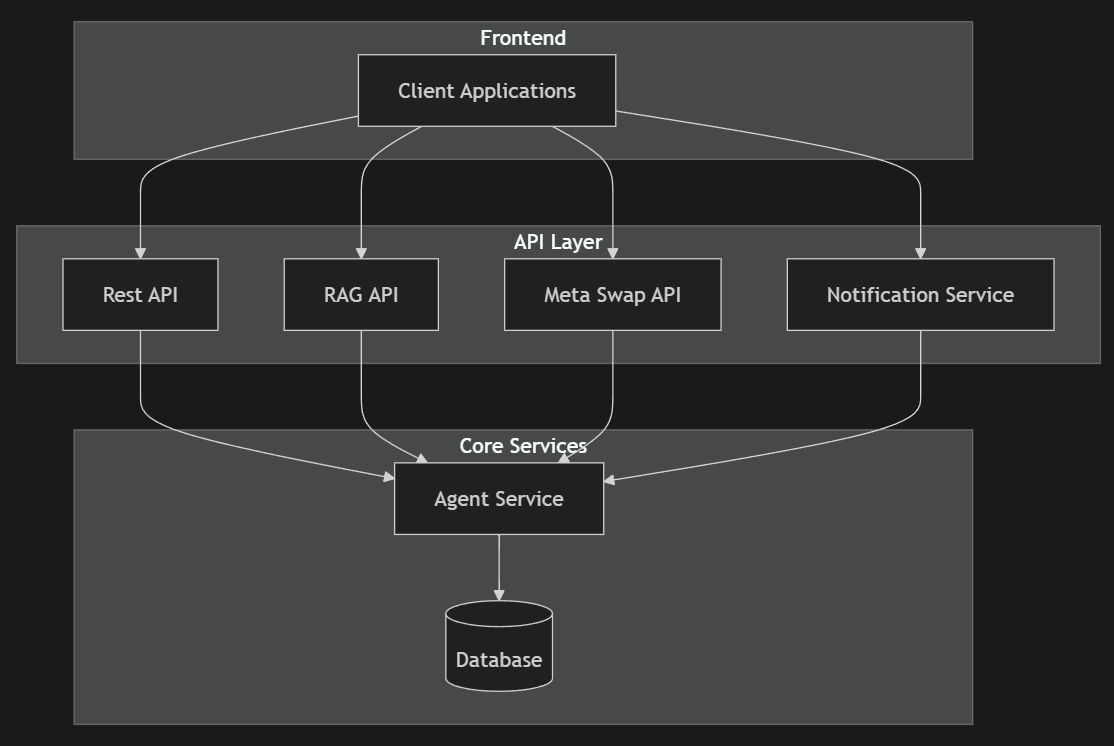 Frontend
Client Applications
API Layer
Rest API
RAG API
Meta Swap API
Notification Service
Core Services
Agent Service
Database